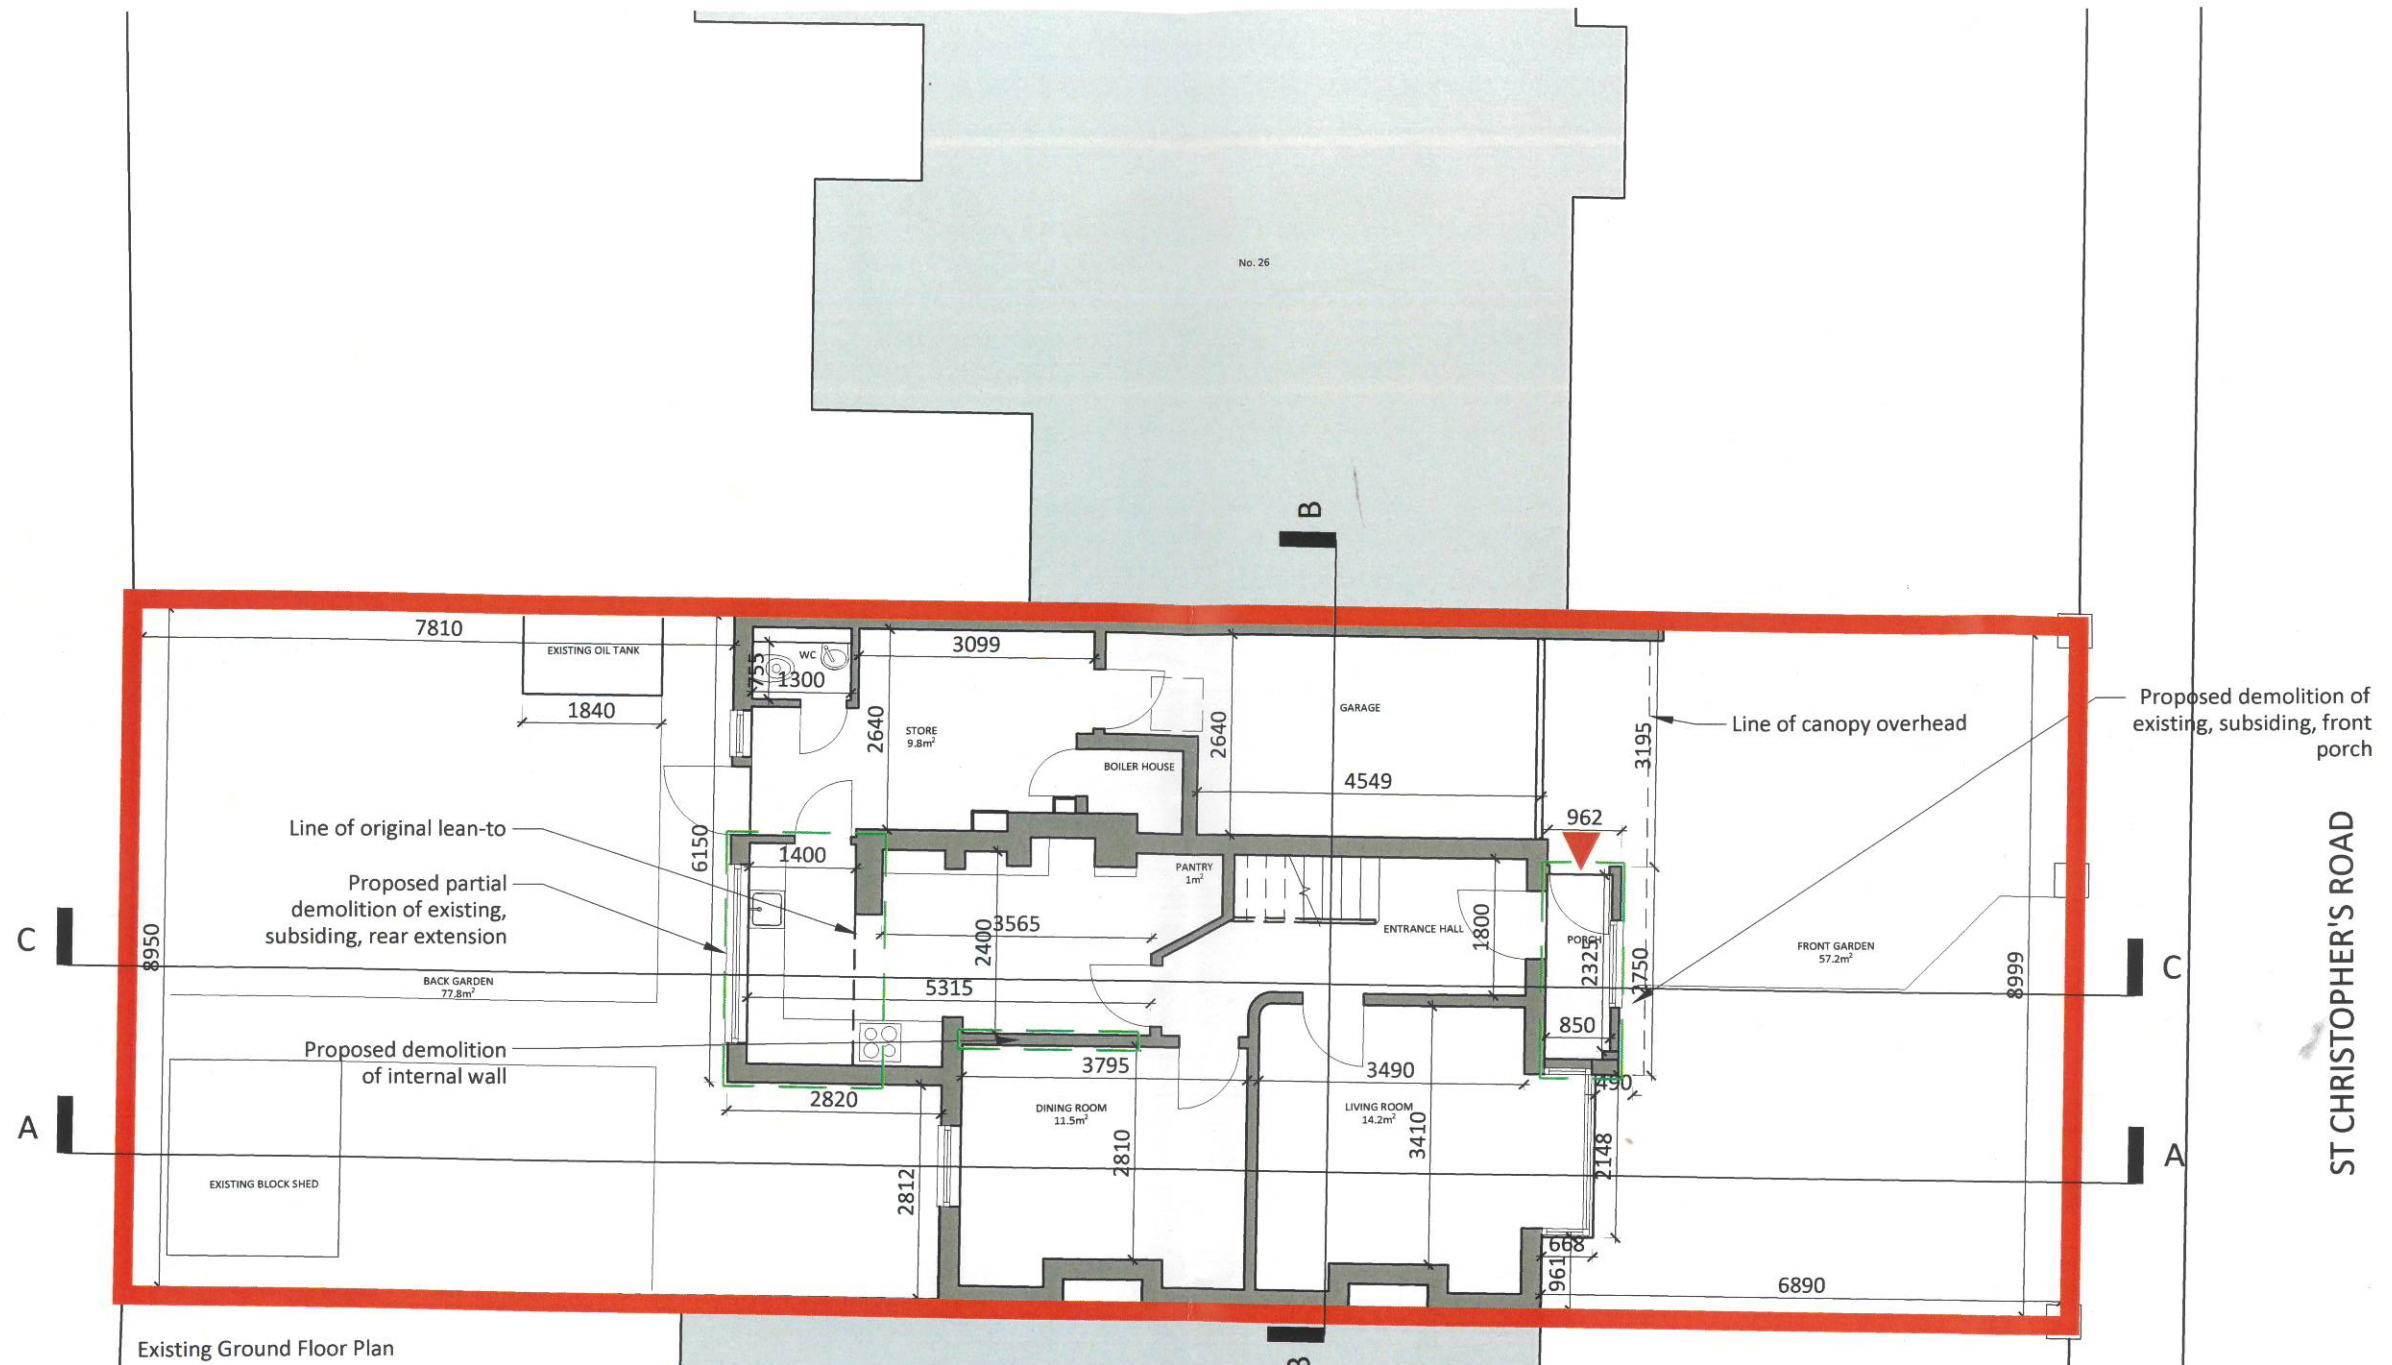 No. 26
B
7810
EXISTING OIL TANK
1840
755
WC
1300
3099
2640
STORE
9.8m²
BOILER HOUSE
2640
GARAGE
4549
3195
Line of canopy overhead
Proposed demolition of
existing, subsiding, front
porch
962
Line of original lean-to
Proposed partial
demolition of existing,
subsiding, rear extension
6150
1400
PANTRY
1m²
3565
2400
ENTRANCE HALL
1800
PORCH
2325
2750
FRONT GARDEN
57.2m²
8999
ST CHRISTOPHER'S ROAD
C
C
8950
BACK GARDEN
77.8m²
5315
850
Proposed demolition
of internal wall
3795
3490
490
2820
DINING ROOM
11.5m²
2810
LIVING ROOM
14.2m²
3410
2148
A
A
EXISTING BLOCK SHED
2812
668
961
6890
Existing Ground Floor Plan
B